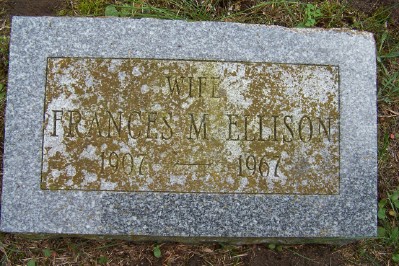 WIFE
FRANCES M. ELLISON
1907 — 1967